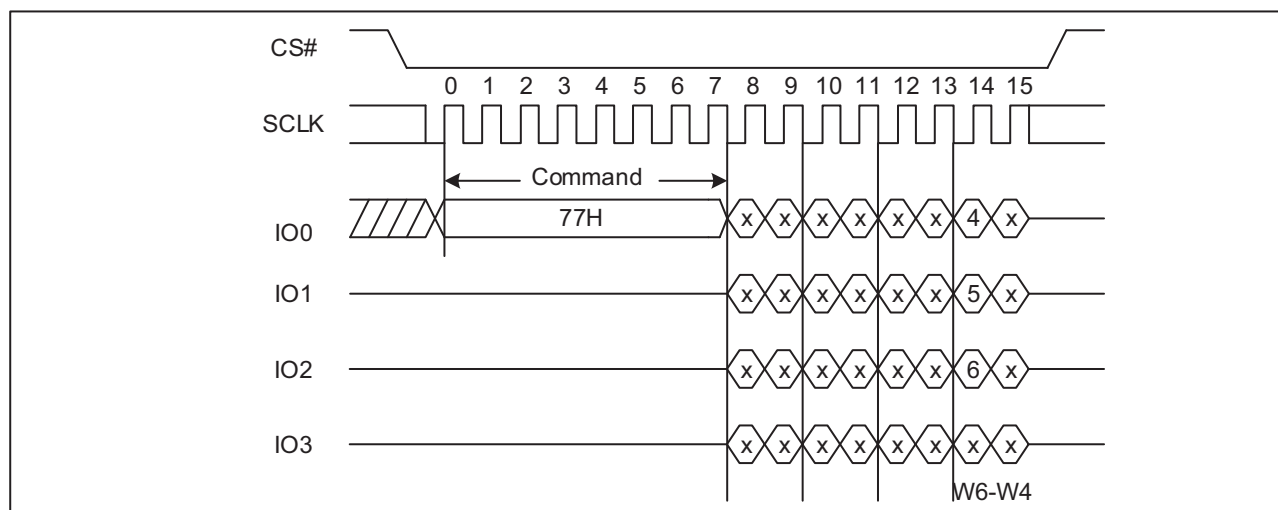 CS#
0 1 2 3 4 5 6 7 8 9 10 11 12 13 14 15
SCLK
Command
IO0 77H x x x x x x 4 x
IO1 x x x x x x 5 x
IO2 x x x x x x 6 x
IO3 x x x x x x x x
W6-W4